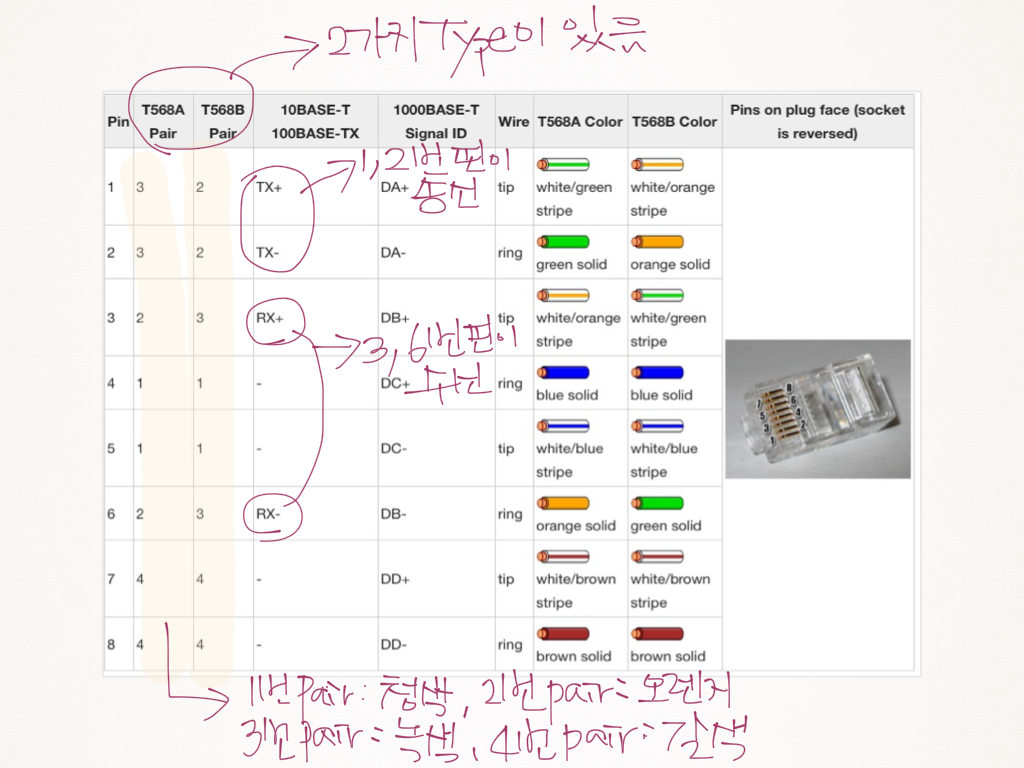 2가지 Type이 있음
Pin T568A Pair T568B Pair 10BASE-T 100BASE-TX 1000BASE-T Signal ID Wire T568A Color T568B Color Pins on plug face (socket is reversed)
1, 2번 핀이
송신
1 3 2 TX+ DA+ tip white/green stripe white/orange stripe
2 3 2 TX- DA- ring green solid orange solid
3 2 3 RX+ DB+ tip white/orange stripe white/green stripe
3, 6번 핀이
수신
4 1 1 - DC+ ring blue solid blue solid
5 1 1 - DC- tip white/blue stripe white/blue stripe
6 2 3 RX- DB- ring orange solid green solid
7 4 4 - DD+ tip white/brown stripe white/brown stripe
8 4 4 - DD- ring brown solid brown solid
8
7 6
5 4
3 2
1
1번 pair : 청색, 2번 pair : 오렌지
3번 pair : 녹색, 4번 pair : 갈색